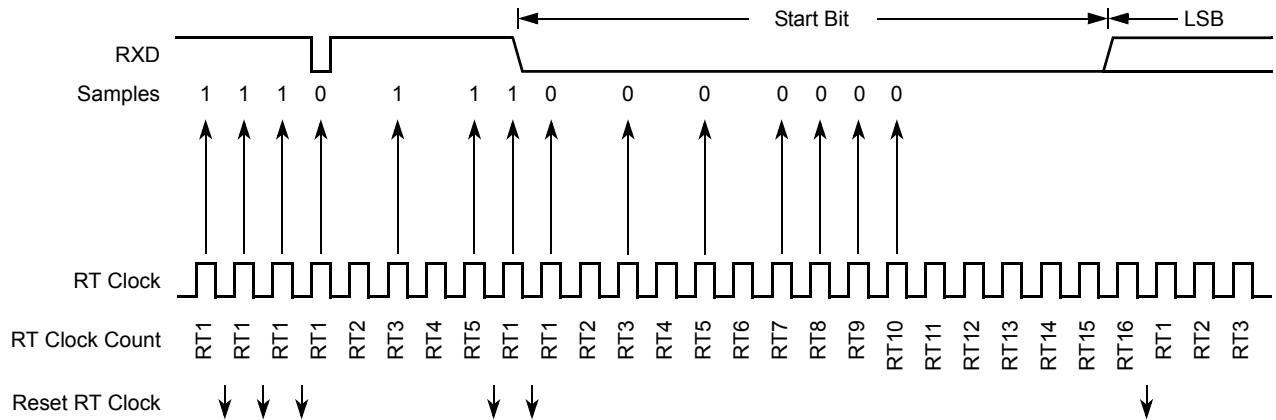 Start Bit LSB
RXD
Samples 1 1 1 0 1 1 1 0 0 0 0 0 0 0
RT Clock
RT Clock Count RT1 RT1 RT1 RT1 RT2 RT3 RT4 RT5 RT1 RT1 RT2 RT3 RT4 RT5 RT6 RT7 RT8 RT9 RT10 RT11 RT12 RT13 RT14 RT15 RT16 RT1 RT2 RT3
Reset RT Clock